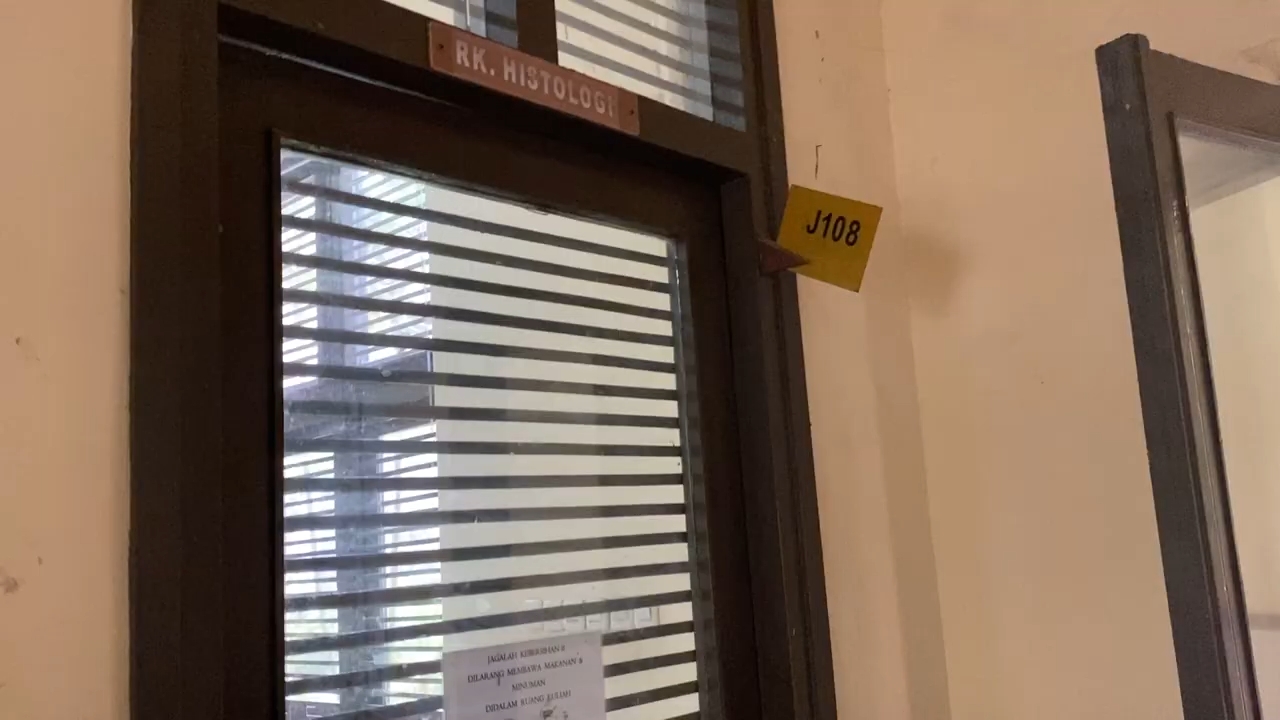 RK. HISTOLOGI
J108
JAGALAH KEBERSIHAN &
DILARANG MEMBAWA MAKANAN &
MINUMAN
DIDALAM RUANG KULIAH